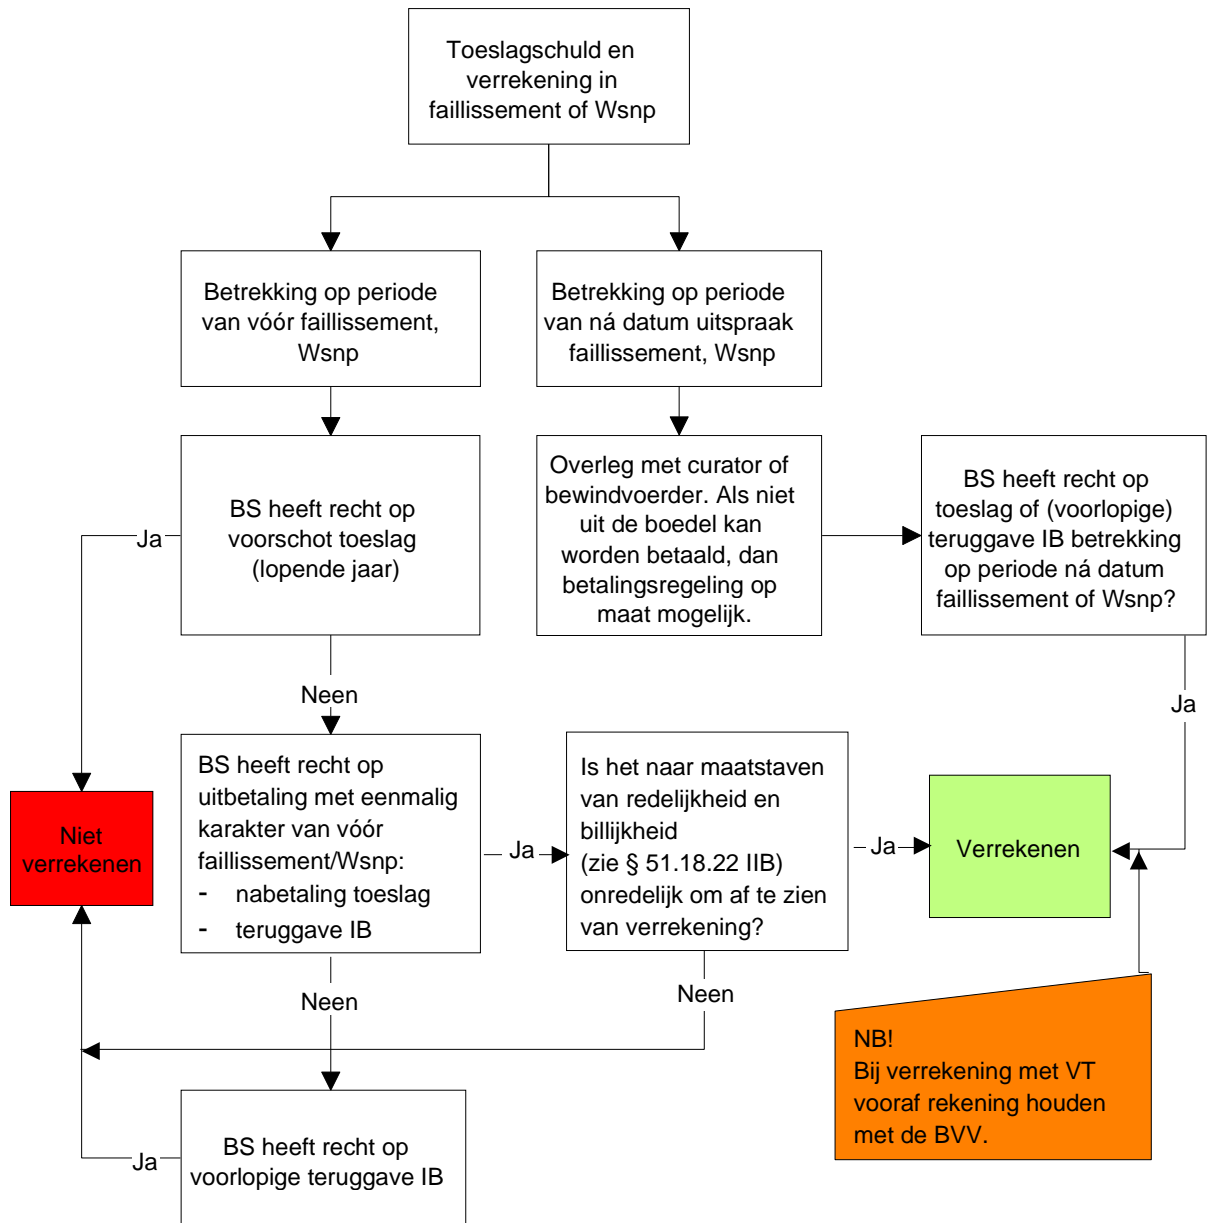 Toeslagschuld en
verrekening in
faillissement of Wsnp
Betrekking op periode
van vóór faillissement,
Wsnp
Betrekking op periode
van ná datum uitspraak
faillissement, Wsnp
BS heeft recht op
voorschot toeslag
(lopende jaar)
Overleg met curator of
bewindvoerder. Als niet
uit de boedel kan
worden betaald, dan
betalingsregeling op
maat mogelijk.
BS heeft recht op
toeslag of (voorlopige)
teruggave IB betrekking
op periode ná datum
faillissement of Wsnp?
Ja
Neen
Ja
BS heeft recht op
uitbetaling met eenmalig
karakter van vóór
faillissement/Wsnp:
- nabetaling toeslag
- teruggave IB
Ja
Is het naar maatstaven
van redelijkheid en
billijkheid
(zie § 51.18.22 IIB)
onredelijk om af te zien
van verrekening?
Ja
Verrekenen
Niet
verrekenen
Neen
Neen
NB!
Bij verrekening met VT
vooraf rekening houden
met de BVV.
Ja
BS heeft recht op
voorlopige teruggave IB